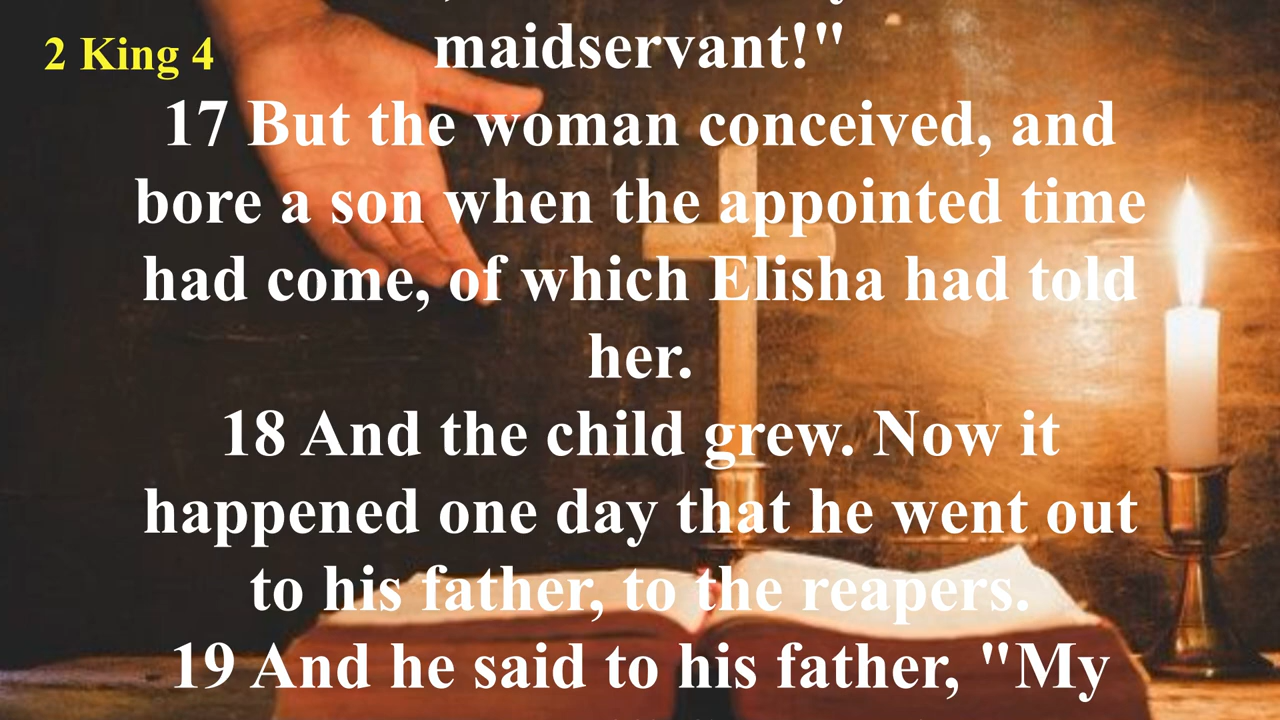 2 King 4
maidservant!"
17 But the woman conceived, and
bore a son when the appointed time
had come, of which Elisha had told
her.
18 And the child grew. Now it
happened one day that he went out
to his father, to the reapers.
19 And he said to his father, "My